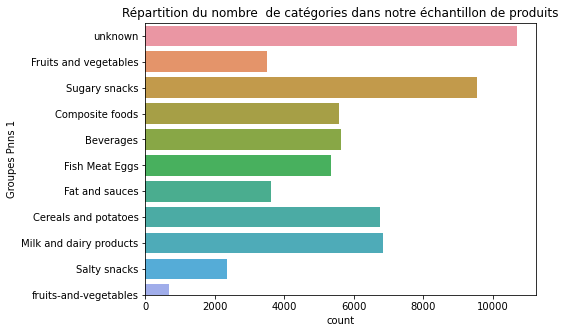 Répartition du nombre  de catégories dans notre échantillon de produits
Groupes Pnns 1
unknown
Fruits and vegetables
Sugary snacks
Composite foods
Beverages
Fish Meat Eggs
Fat and sauces
Cereals and potatoes
Milk and dairy products
Salty snacks
fruits-and-vegetables
0 2000 4000 6000 8000 10000
count